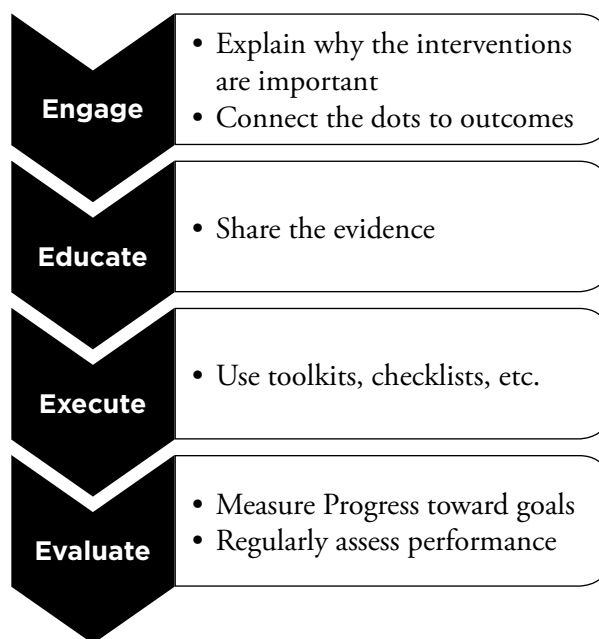 Engage
• Explain why the interventions
are important
• Connect the dots to outcomes
Educate
• Share the evidence
Execute
• Use toolkits, checklists, etc.
Evaluate
• Measure Progress toward goals
• Regularly assess performance